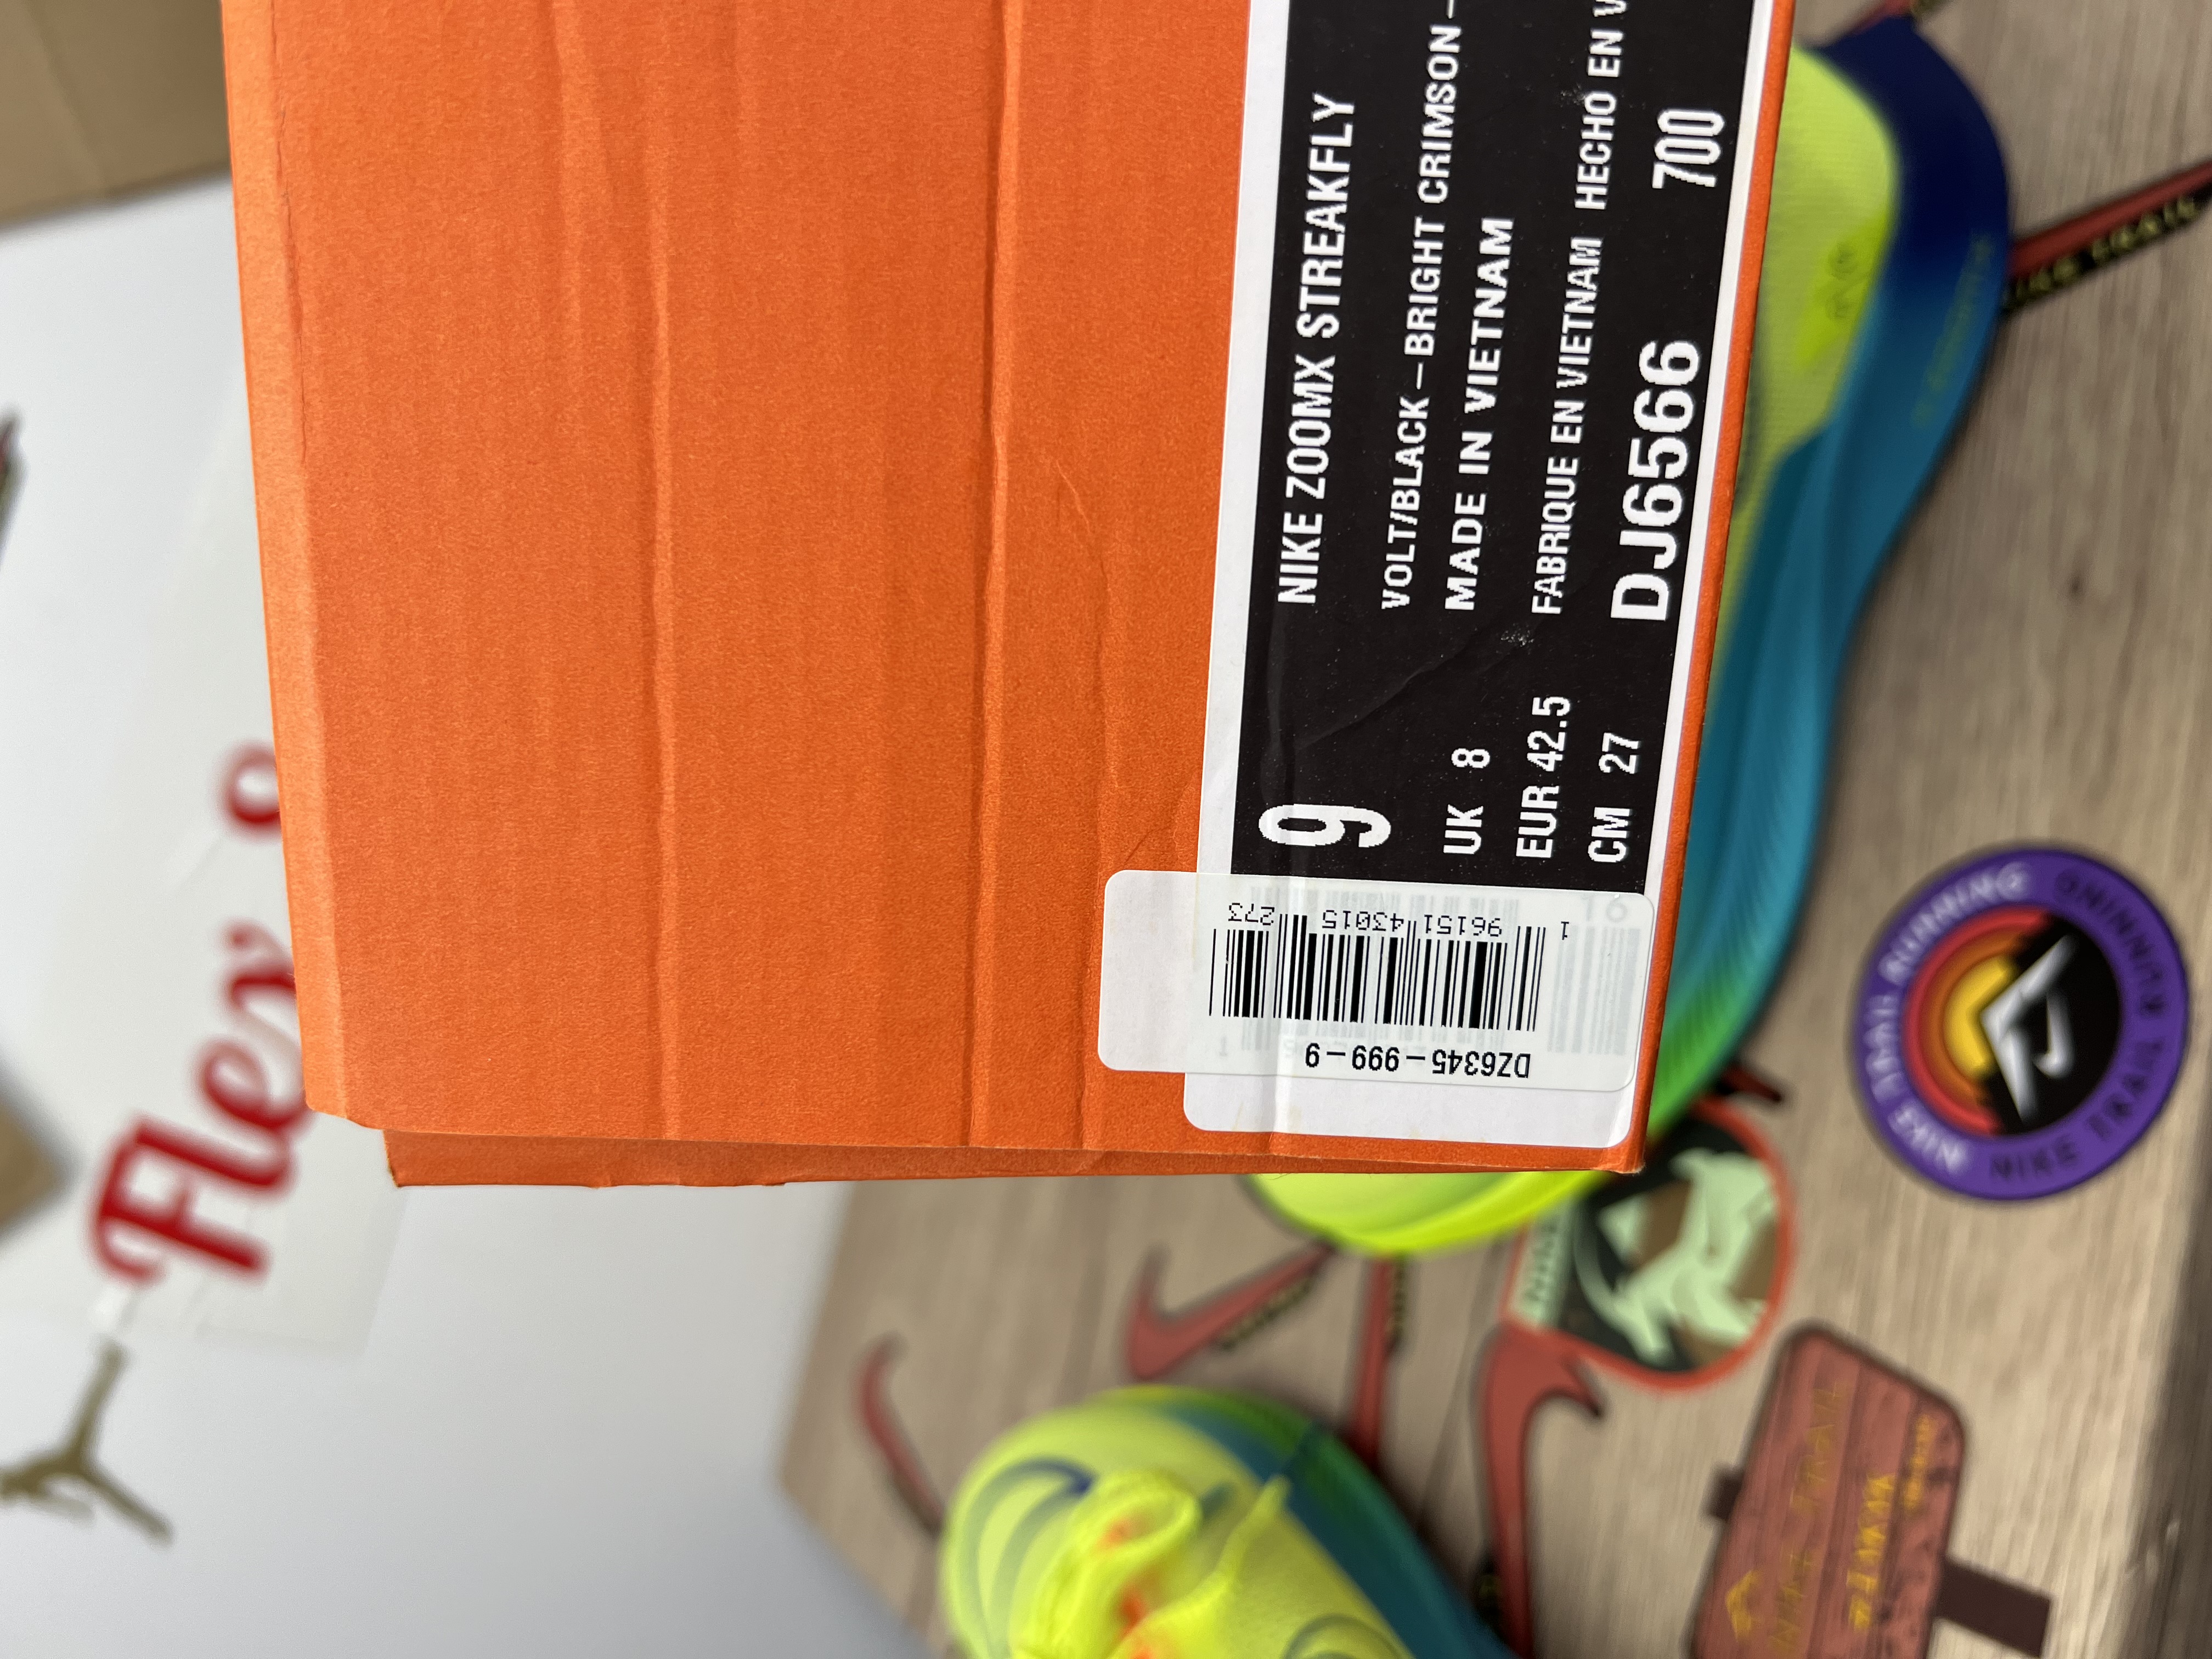 Flex
DZ6345-999-9
1 96151 43015 273
9
UK 8
EUR 42.5
CM 27
NIKE ZOOMX STREAKFLY
VOLT/BLACK-BRIGHT CRIMSON-
MADE IN VIETNAM
FABRIQUE EN VIETNAM HECHO EN V
DJ6566 700
NIKE TRAIL
NIKE TRAIL RUNNING
NIKE TRAIL RUNNING